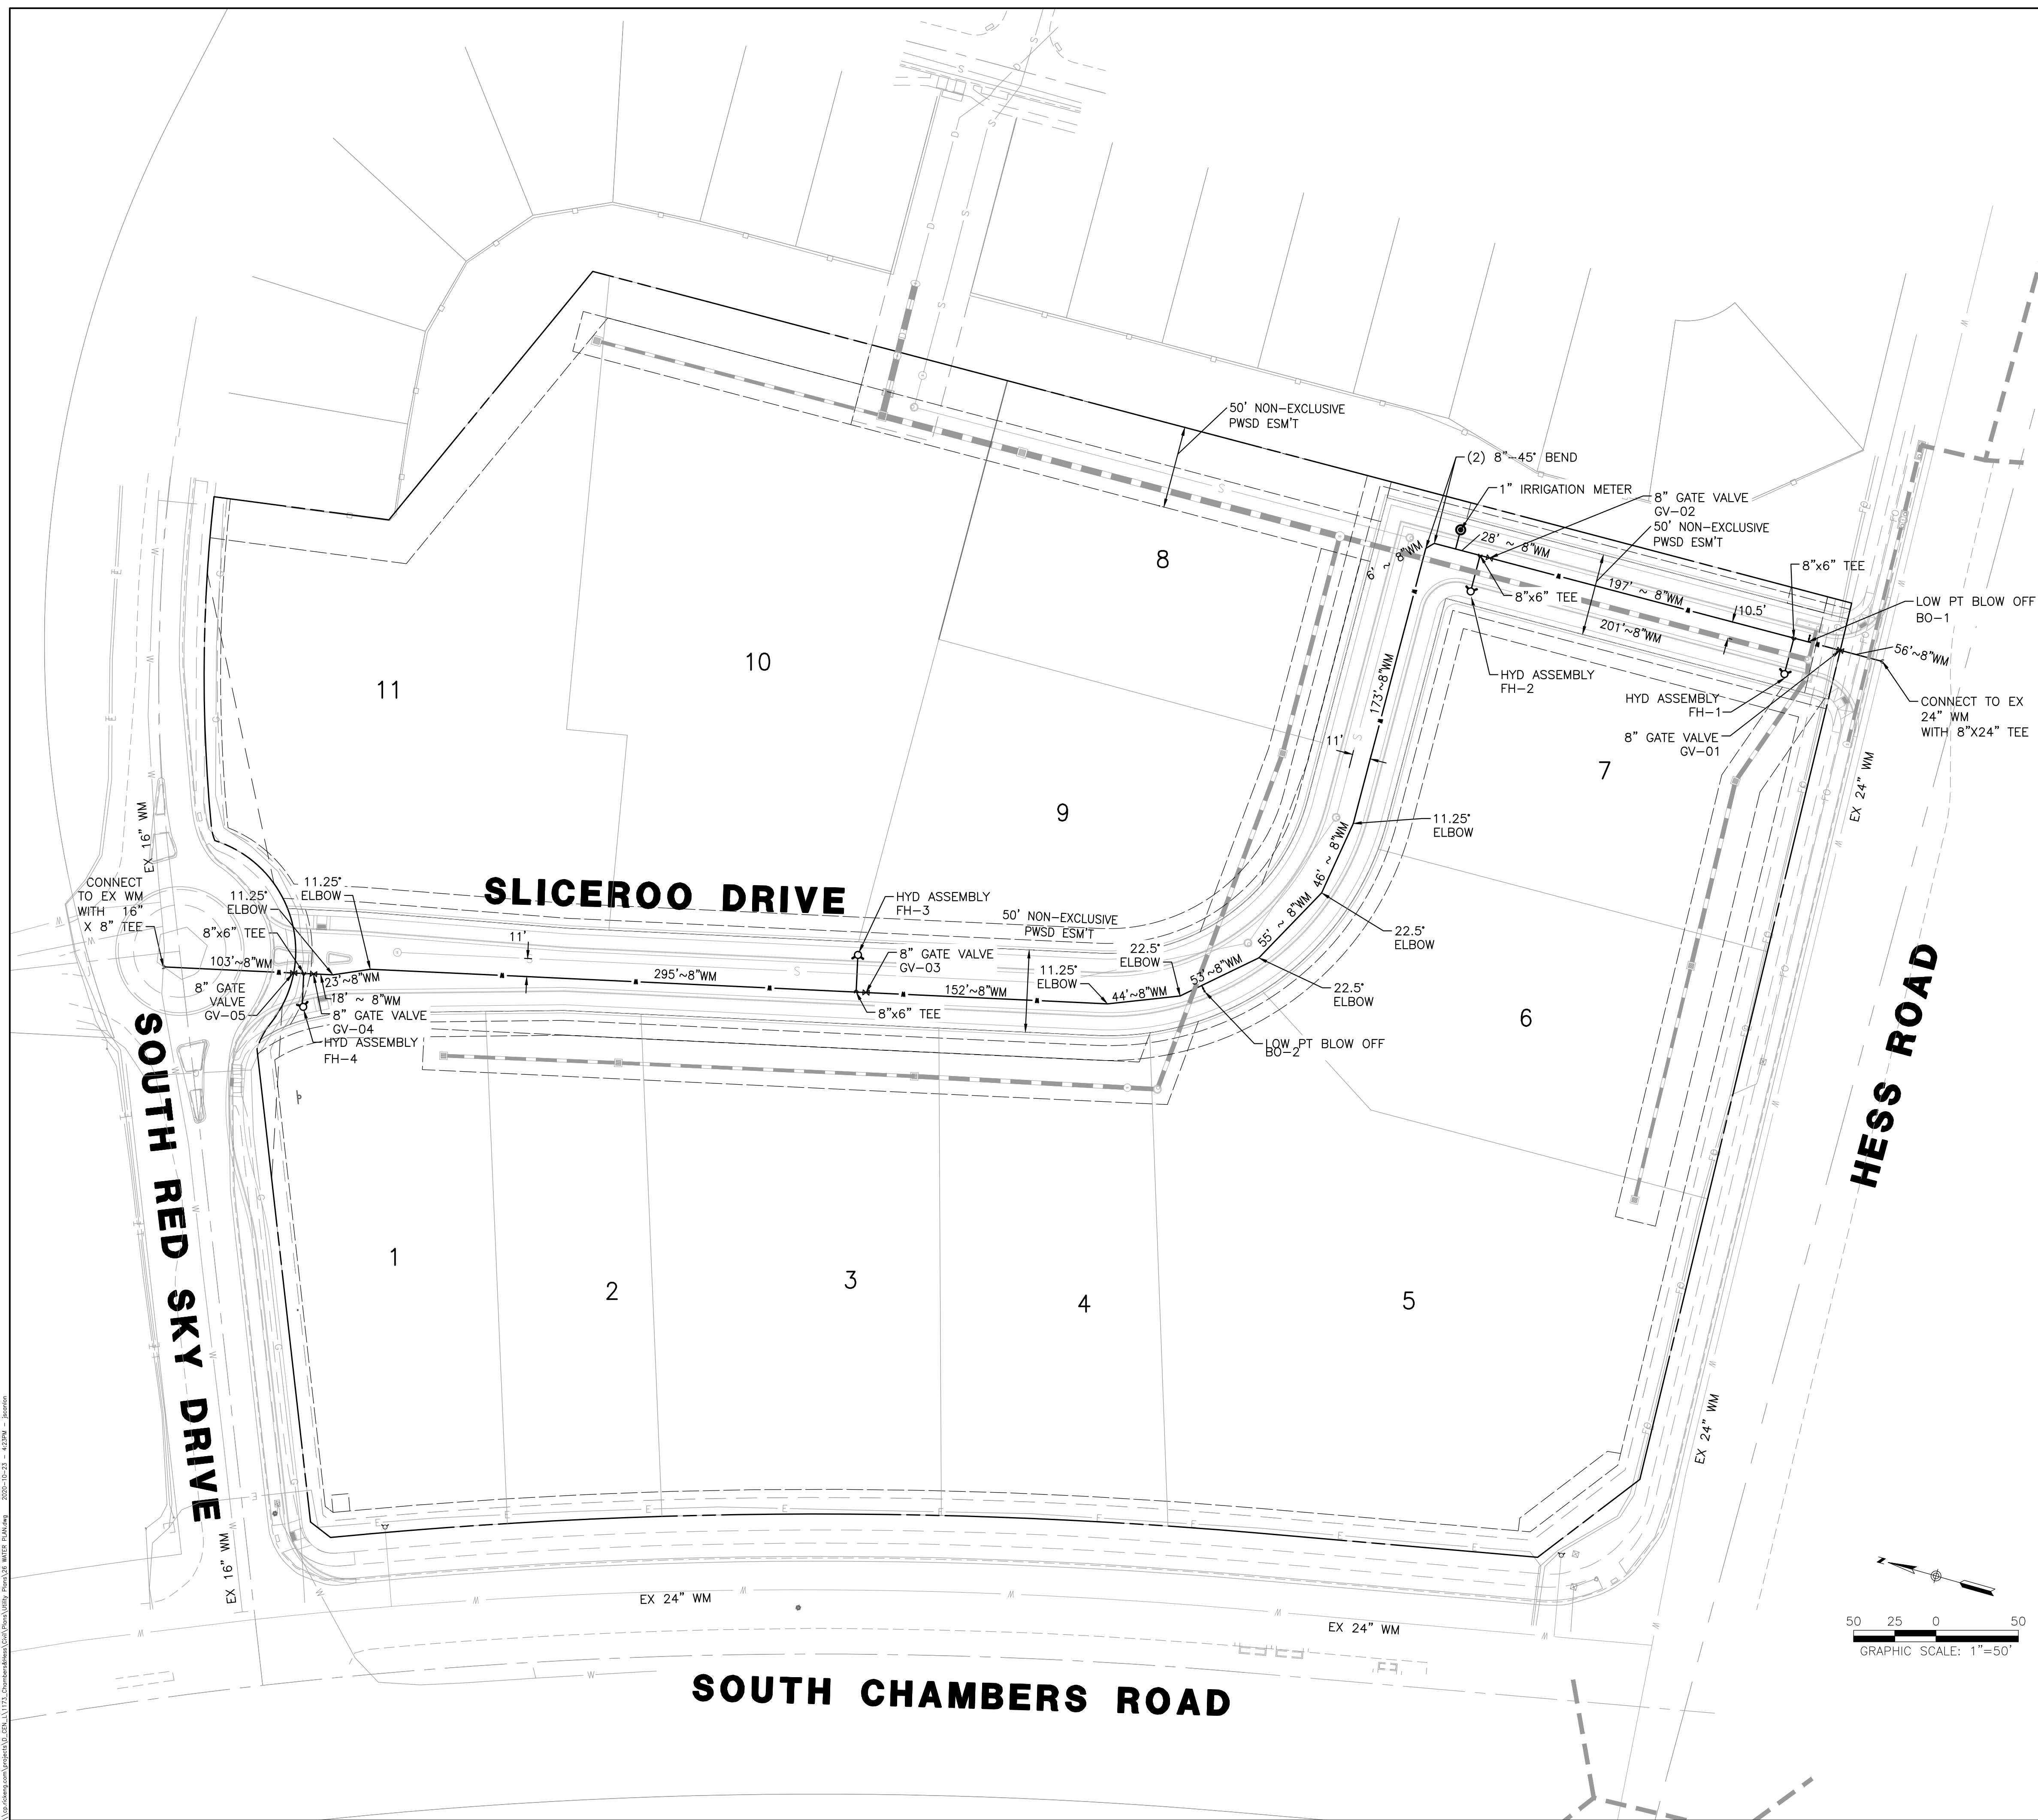 50' NON-EXCLUSIVE
PWSD ESM'T
(2) 8"-45° BEND
1" IRRIGATION METER
8" GATE VALVE
GV-02
50' NON-EXCLUSIVE
PWSD ESM'T
8"x6" TEE
28' ~ 8"WM
6' ~ 8"WM
8"x6" TEE
197' ~ 8"WM
10.5'
LOW PT BLOW OFF
BO-1
201'~8"WM
56'~8"WM
HYD ASSEMBLY
FH-2
HYD ASSEMBLY
FH-1
CONNECT TO EX
24" WM
WITH 8"X24" TEE
8" GATE VALVE
GV-01
173'~8"WM
11'
8
10
11
7
9
EX 24" WM
EX 16" WM
11.25°
ELBOW
46' ~ 8"WM
CONNECT
TO EX WM
WITH 16"
X 8" TEE
11.25°
ELBOW
11.25°
ELBOW
8"x6" TEE
SLICEROO DRIVE
HYD ASSEMBLY
FH-3
50' NON-EXCLUSIVE
PWSD ESM'T
11'
22.5°
ELBOW
55' ~ 8"WM
22.5°
ELBOW
103'~8"WM
23'~8"WM
295'~8"WM
8" GATE VALVE
GV-03
11.25°
ELBOW
53'~8"WM
8" GATE
VALVE
GV-05
18' ~ 8"WM
8" GATE VALVE
GV-04
152'~8"WM
44'~8"WM
22.5°
ELBOW
8"x6" TEE
HYD ASSEMBLY
FH-4
LOW PT BLOW OFF
BO-2
6
SOUTH RED SKY DRIVE
HESS ROAD
1
2
3
4
5
EX 24" WM
EX 16" WM
EX 24" WM
EX 24" WM
SOUTH CHAMBERS ROAD
Z
50 25 0 50
GRAPHIC SCALE: 1"=50'